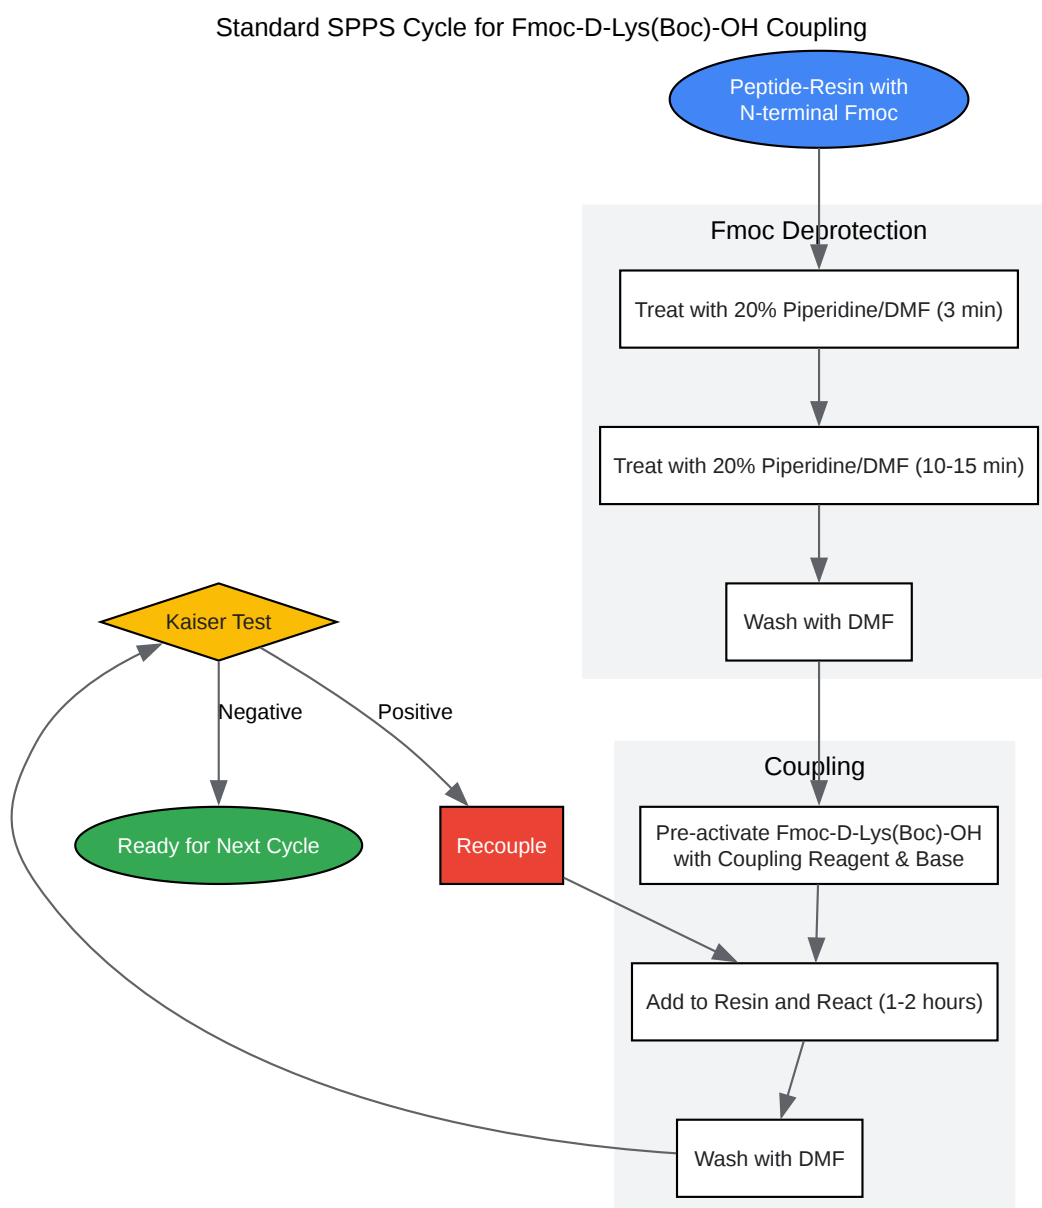 Standard SPPS Cycle for Fmoc-D-Lys(Boc)-OH Coupling
Peptide-Resin with
N-terminal Fmoc
Fmoc Deprotection
Treat with 20% Piperidine/DMF (3 min)
Treat with 20% Piperidine/DMF (10-15 min)
Wash with DMF
Coupling
Pre-activate Fmoc-D-Lys(Boc)-OH
with Coupling Reagent & Base
Add to Resin and React (1-2 hours)
Wash with DMF
Kaiser Test
Negative
Positive
Ready for Next Cycle
Recouple